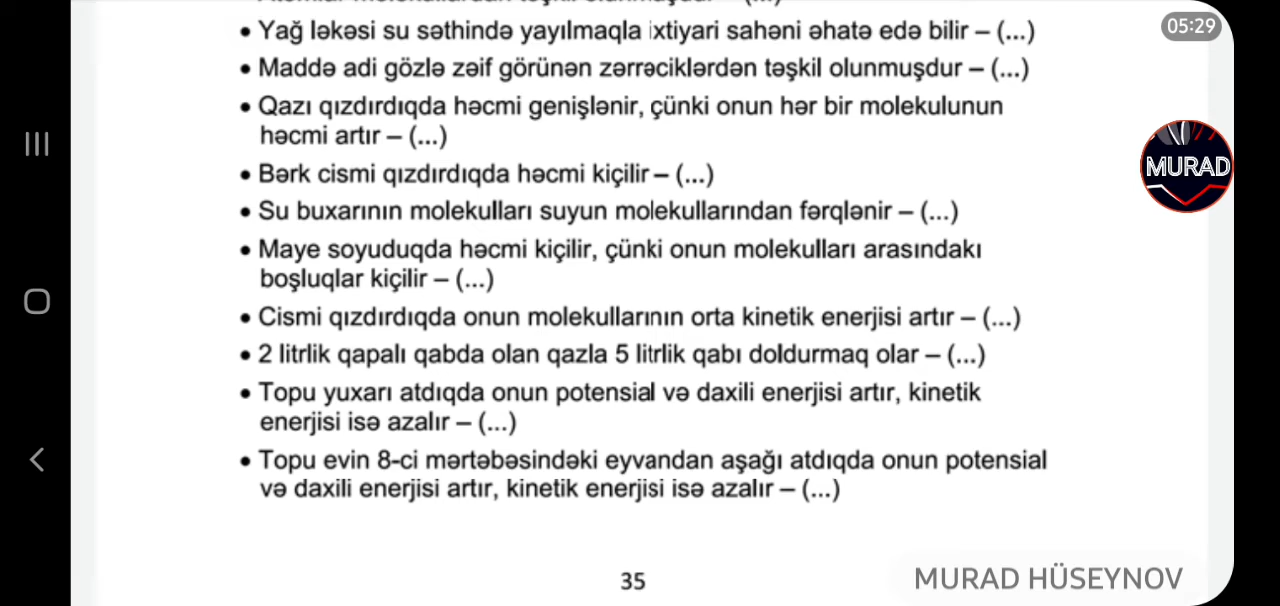 05:29
• Yağ ləkəsi su səthində yayılmaqla ixtiyari sahəni əhatə edə bilir – (...)
• Maddə adi gözlə zəif görünən zərrəciklərdən təşkil olunmuşdur – (...)
• Qazı qızdırdıqda həcmi genişlənir, çünki onun hər bir molekulunun
həcmi artır – (...)
MURAD
• Bərk cismi qızdırdıqda həcmi kiçilir – (...)
• Su buxarının molekulları suyun molekullarından fərqlənir – (...)
• Maye soyuduqda həcmi kiçilir, çünki onun molekulları arasındakı
boşluqlar kiçilir – (...)
• Cismi qızdırdıqda onun molekullarının orta kinetik enerjisi artır – (...)
• 2 litrlik qapalı qabda olan qazla 5 litrlik qabı doldurmaq olar – (...)
• Topu yuxarı atdıqda onun potensial və daxili enerjisi artır, kinetik
enerjisi isə azalır – (...)
• Topu evin 8-ci mərtəbəsindəki eyvandan aşağı atdıqda onun potensial
və daxili enerjisi artır, kinetik enerjisi isə azalır – (...)
35
MURAD HÜSEYNOV